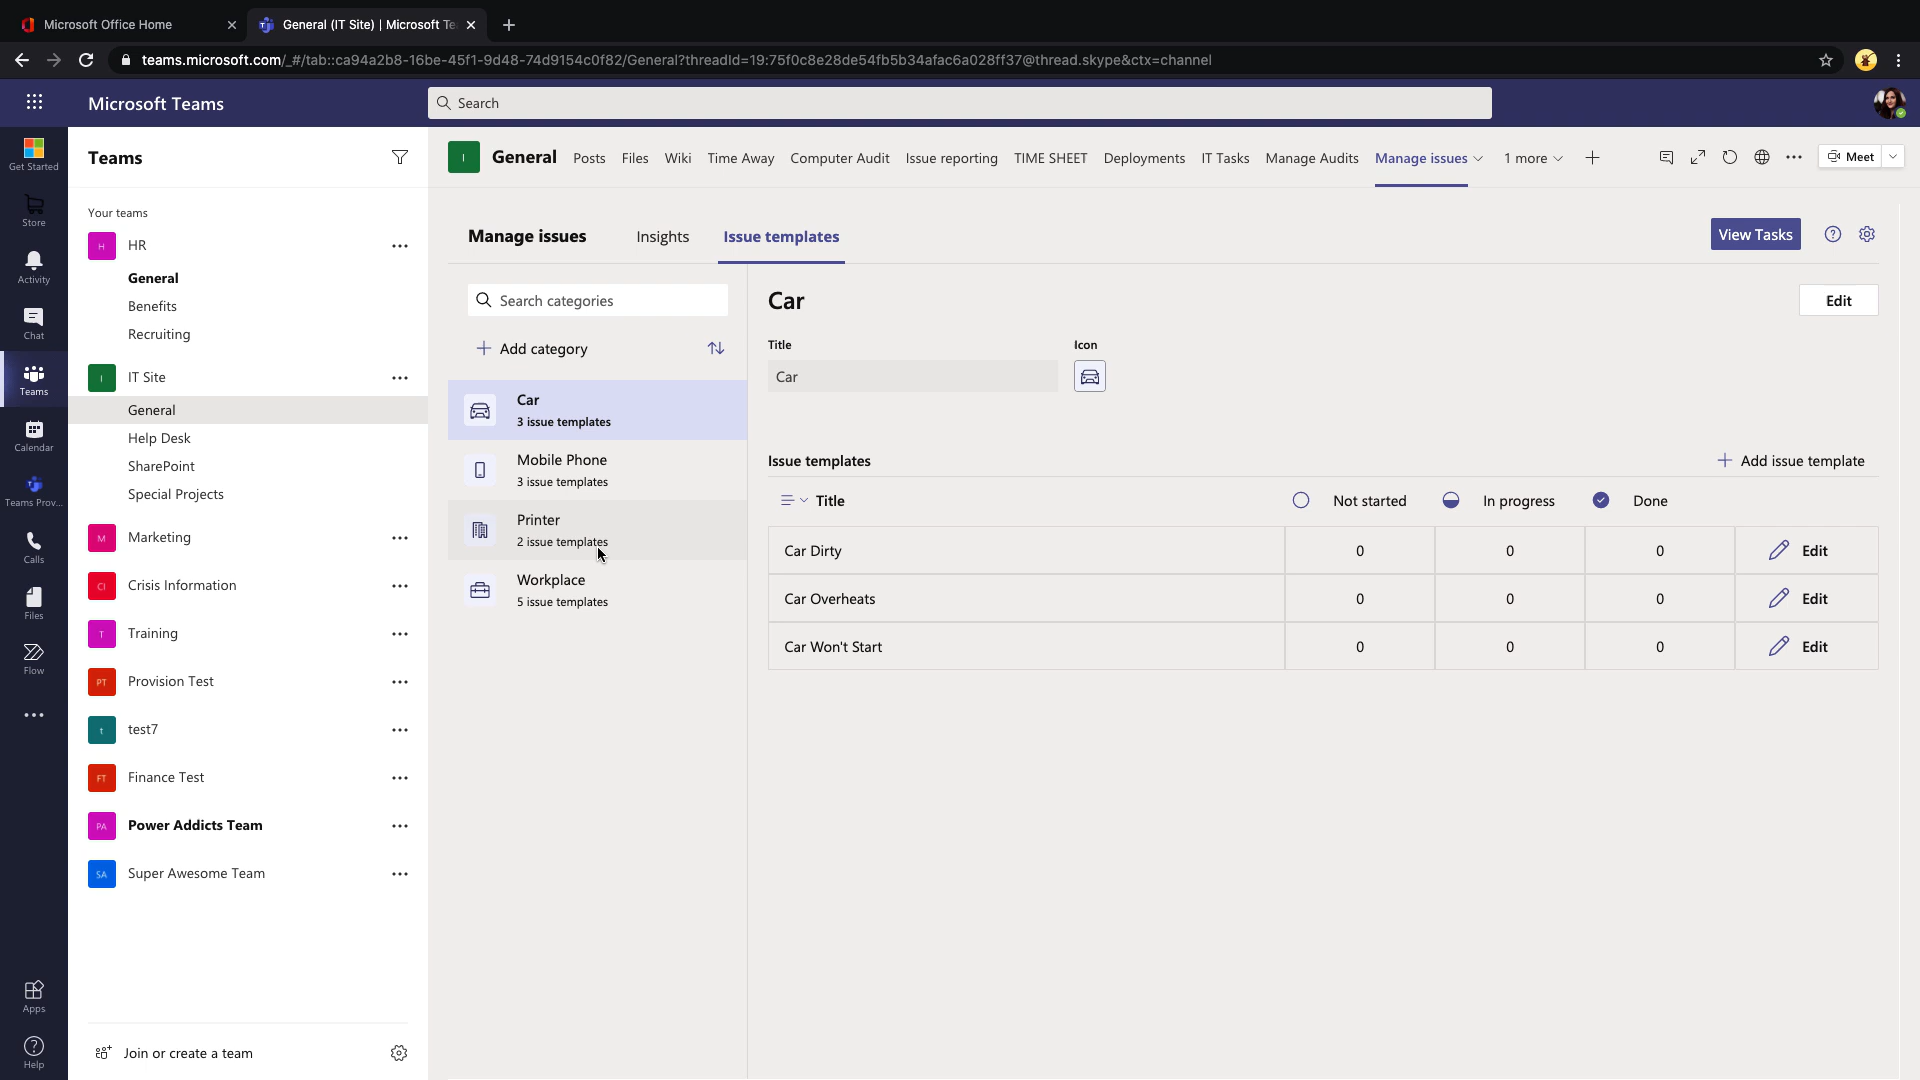 Microsoft Office Home
General (IT Site) | Microsoft Te
teams.microsoft.com/_#/tab::ca94a2b8-16be-45f1-9d48-74d9154c0f82/General?threadId=19:75f0c8e28de54fb5b34afac6a028ff37@thread.skype&ctx=channel
Microsoft Teams
Search
Get Started
Store
Activity
Chat
Teams
Calendar
Teams Prov...
Calls
Files
Flow
Apps
Help
Teams
Your teams
H HR
General
Benefits
Recruiting
I IT Site
General
Help Desk
SharePoint
Special Projects
M Marketing
CI Crisis Information
T Training
PT Provision Test
t test7
FT Finance Test
PA Power Addicts Team
SA Super Awesome Team
Join or create a team
I General Posts Files Wiki Time Away Computer Audit Issue reporting TIME SHEET Deployments IT Tasks Manage Audits Manage issues 1 more Meet
Manage issues Insights Issue templates View Tasks
Search categories
Add category
Car
3 issue templates
Mobile Phone
3 issue templates
Printer
2 issue templates
Workplace
5 issue templates
Car Edit
Title Icon
Car
Issue templates Add issue template
Title Not started In progress Done
Car Dirty 0 0 0 Edit
Car Overheats 0 0 0 Edit
Car Won't Start 0 0 0 Edit